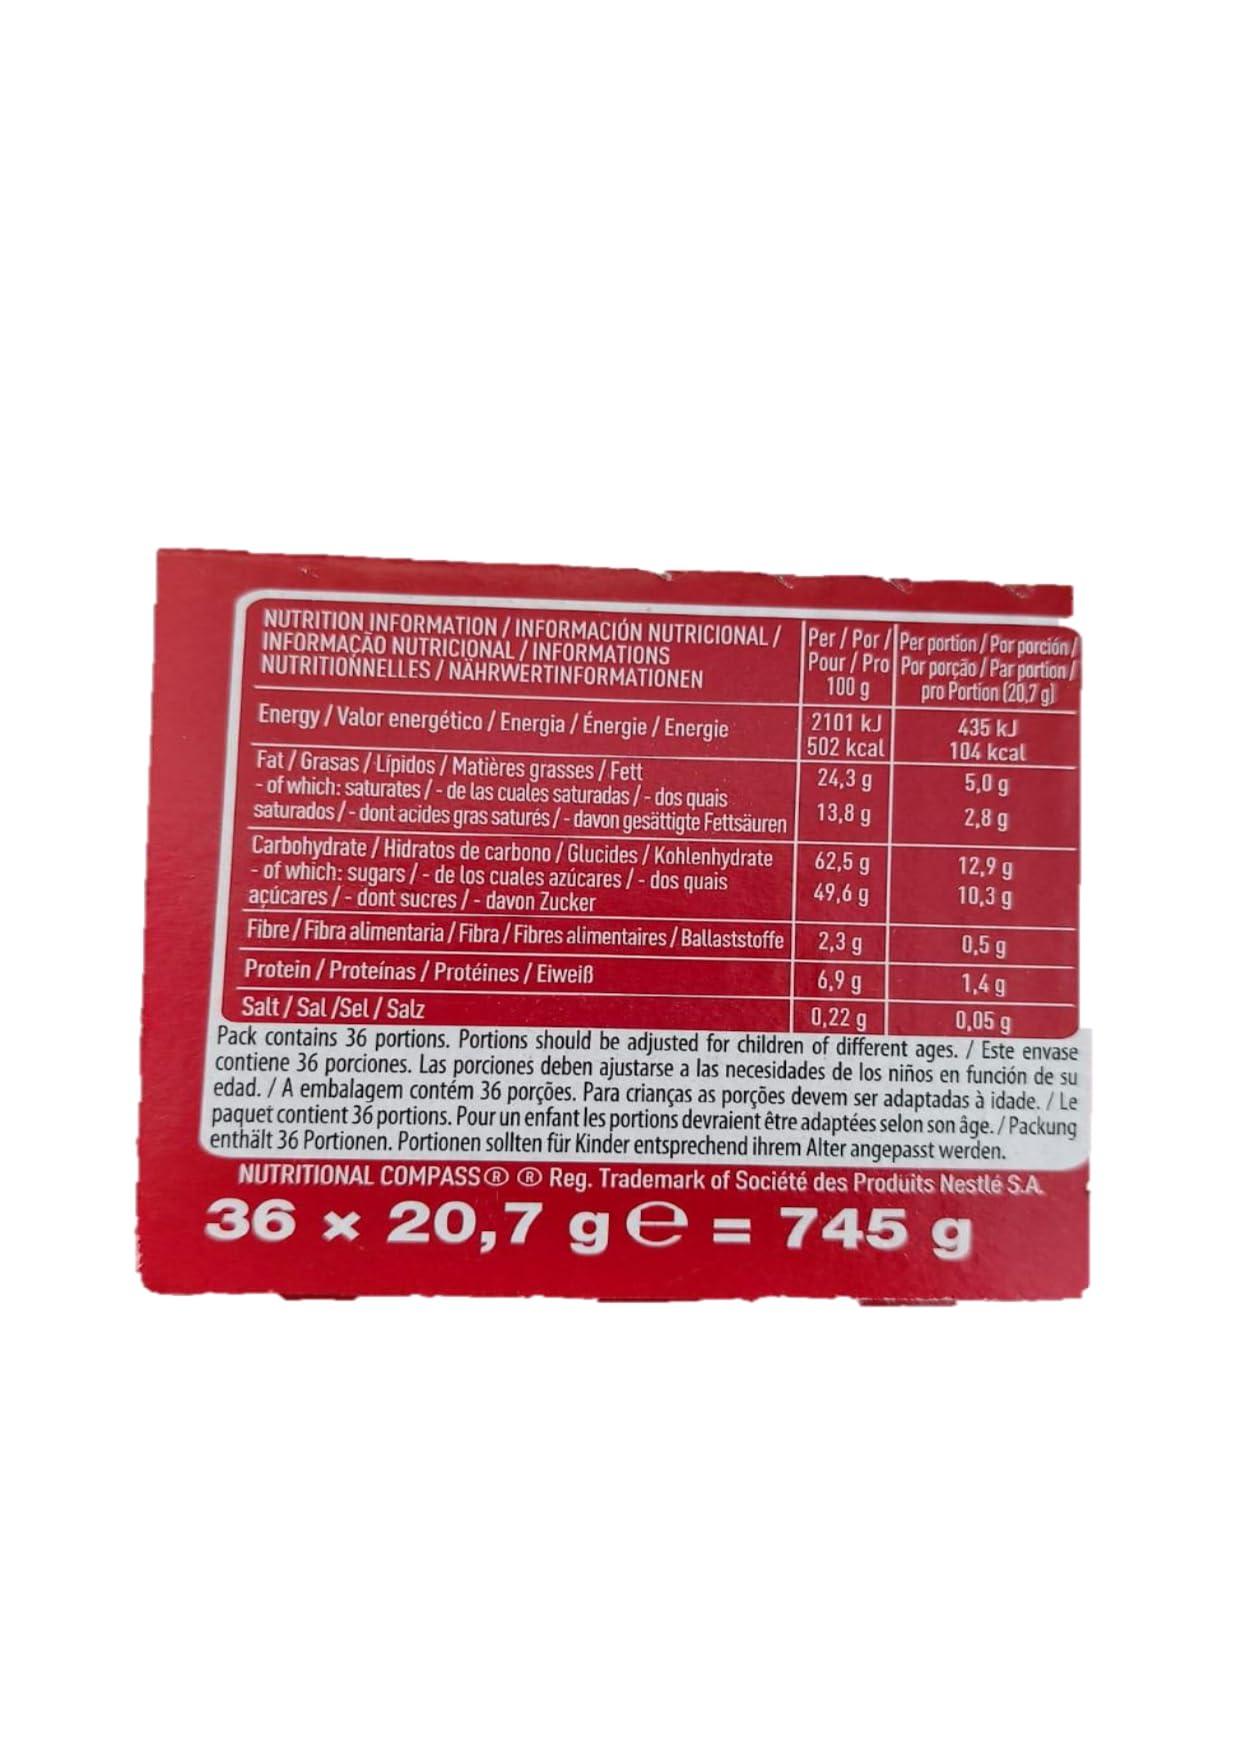 NUTRITION INFORMATION / INFORMACIÓN NUTRICIONAL /
INFORMAÇÃO NUTRICIONAL / INFORMATIONS
NUTRITIONNELLES / NÄHRWERTINFORMATIONEN
Per / Por /
Pour / Pro
100 g
Per portion / Por porción /
Por porção / Par portion /
pro Portion (20,7 g)
Energy / Valor energético / Energia / Énergie / Energie
2101 kJ 435 kJ
502 kcal 104 kcal
Fat / Grasas / Lípidos / Matières grasses / Fett 24,3 g 5,0 g
- of which: saturates / - de las cuales saturadas / - dos quais
saturados / - dont acides gras saturés / - davon gesättigte Fettsäuren 13,8 g 2,8 g
Carbohydrate / Hidratos de carbono / Glucides / Kohlenhydrate 62,5 g 12,9 g
- of which: sugars / - de los cuales azúcares / - dos quais
açúcares / - dont sucres / - davon Zucker 49,6 g 10,3 g
Fibre / Fibra alimentaria / Fibra / Fibres alimentaires / Ballaststoffe 2,3 g 0,5 g
Protein / Proteínas / Protéines / Eiweiß 6,9 g 1,4 g
Salt / Sal /Sel / Salz 0,22 g 0,05 g
Pack contains 36 portions. Portions should be adjusted for children of different ages. / Este envase
contiene 36 porciones. Las porciones deben ajustarse a las necesidades de los niños en función de su
edad. / A embalagem contém 36 porções. Para crianças as porções devem ser adaptadas à idade. / Le
paquet contient 36 portions. Pour un enfant les portions devraient être adaptées selon son âge. / Packung
enthält 36 Portionen. Portionen sollten für Kinder entsprechend ihrem Alter angepasst werden.
NUTRITIONAL COMPASS® ® Reg. Trademark of Société des Produits Nestlé S.A.
36 x 20,7 g ℮ = 745 g